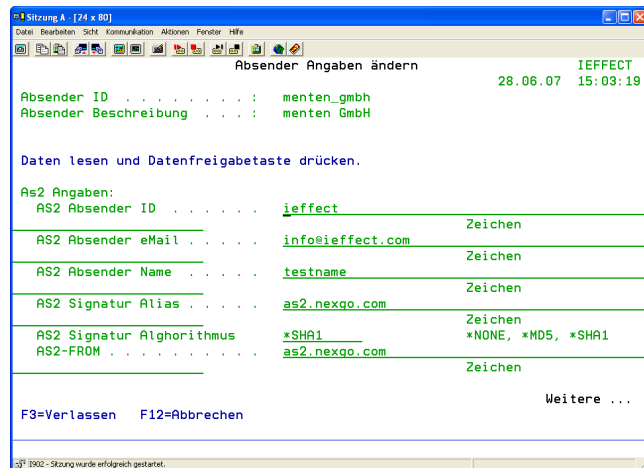 Sitzung A - [24 x 80]
Datei Bearbeiten Sicht Kommunikation Aktionen Fenster Hilfe
Absender Angaben ändern IEFFECT
28.06.07 15:03:19
Absender ID . . . . . . . . : menten_gmbh
Absender Beschreibung . . . : menten GmbH
Daten lesen und Datenfreigabetaste drücken.
As2 Angaben:
AS2 Absender ID . . . . . . ieffect
Zeichen
AS2 Absender eMail . . . . . info@ieffect.com
Zeichen
AS2 Absender Name . . . . . testname
Zeichen
AS2 Signatur Alias . . . . . as2.nexgo.com
Zeichen
AS2 Signatur Alghorithmus *SHA1 *NONE, *MD5, *SHA1
AS2-FROM . . . . . . . . . . as2.nexgo.com
Zeichen
Weitere ...
F3=Verlassen F12=Abbrechen
I902 - Sitzung wurde erfolgreich gestartet.